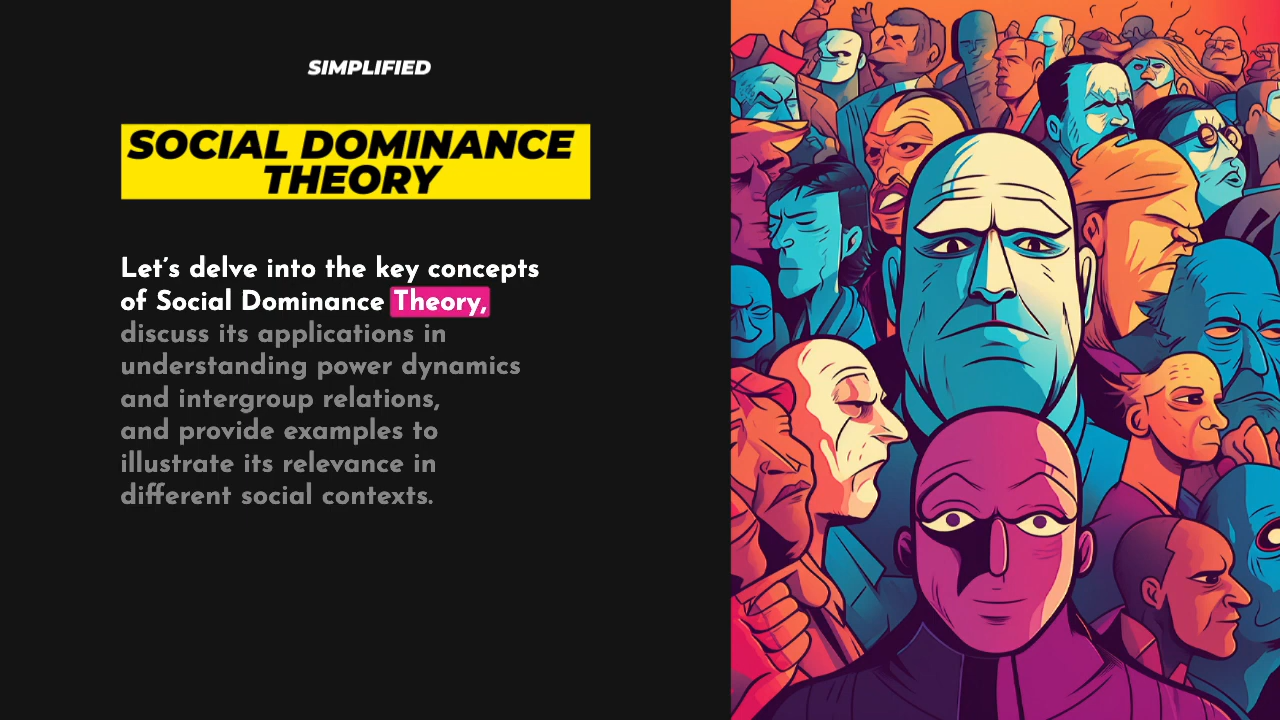 SIMPLIFIED
SOCIAL DOMINANCE
THEORY
Let's delve into the key concepts
of Social Dominance Theory,
discuss its applications in
understanding power dynamics
and intergroup relations,
and provide examples to
illustrate its relevance in
different social contexts.